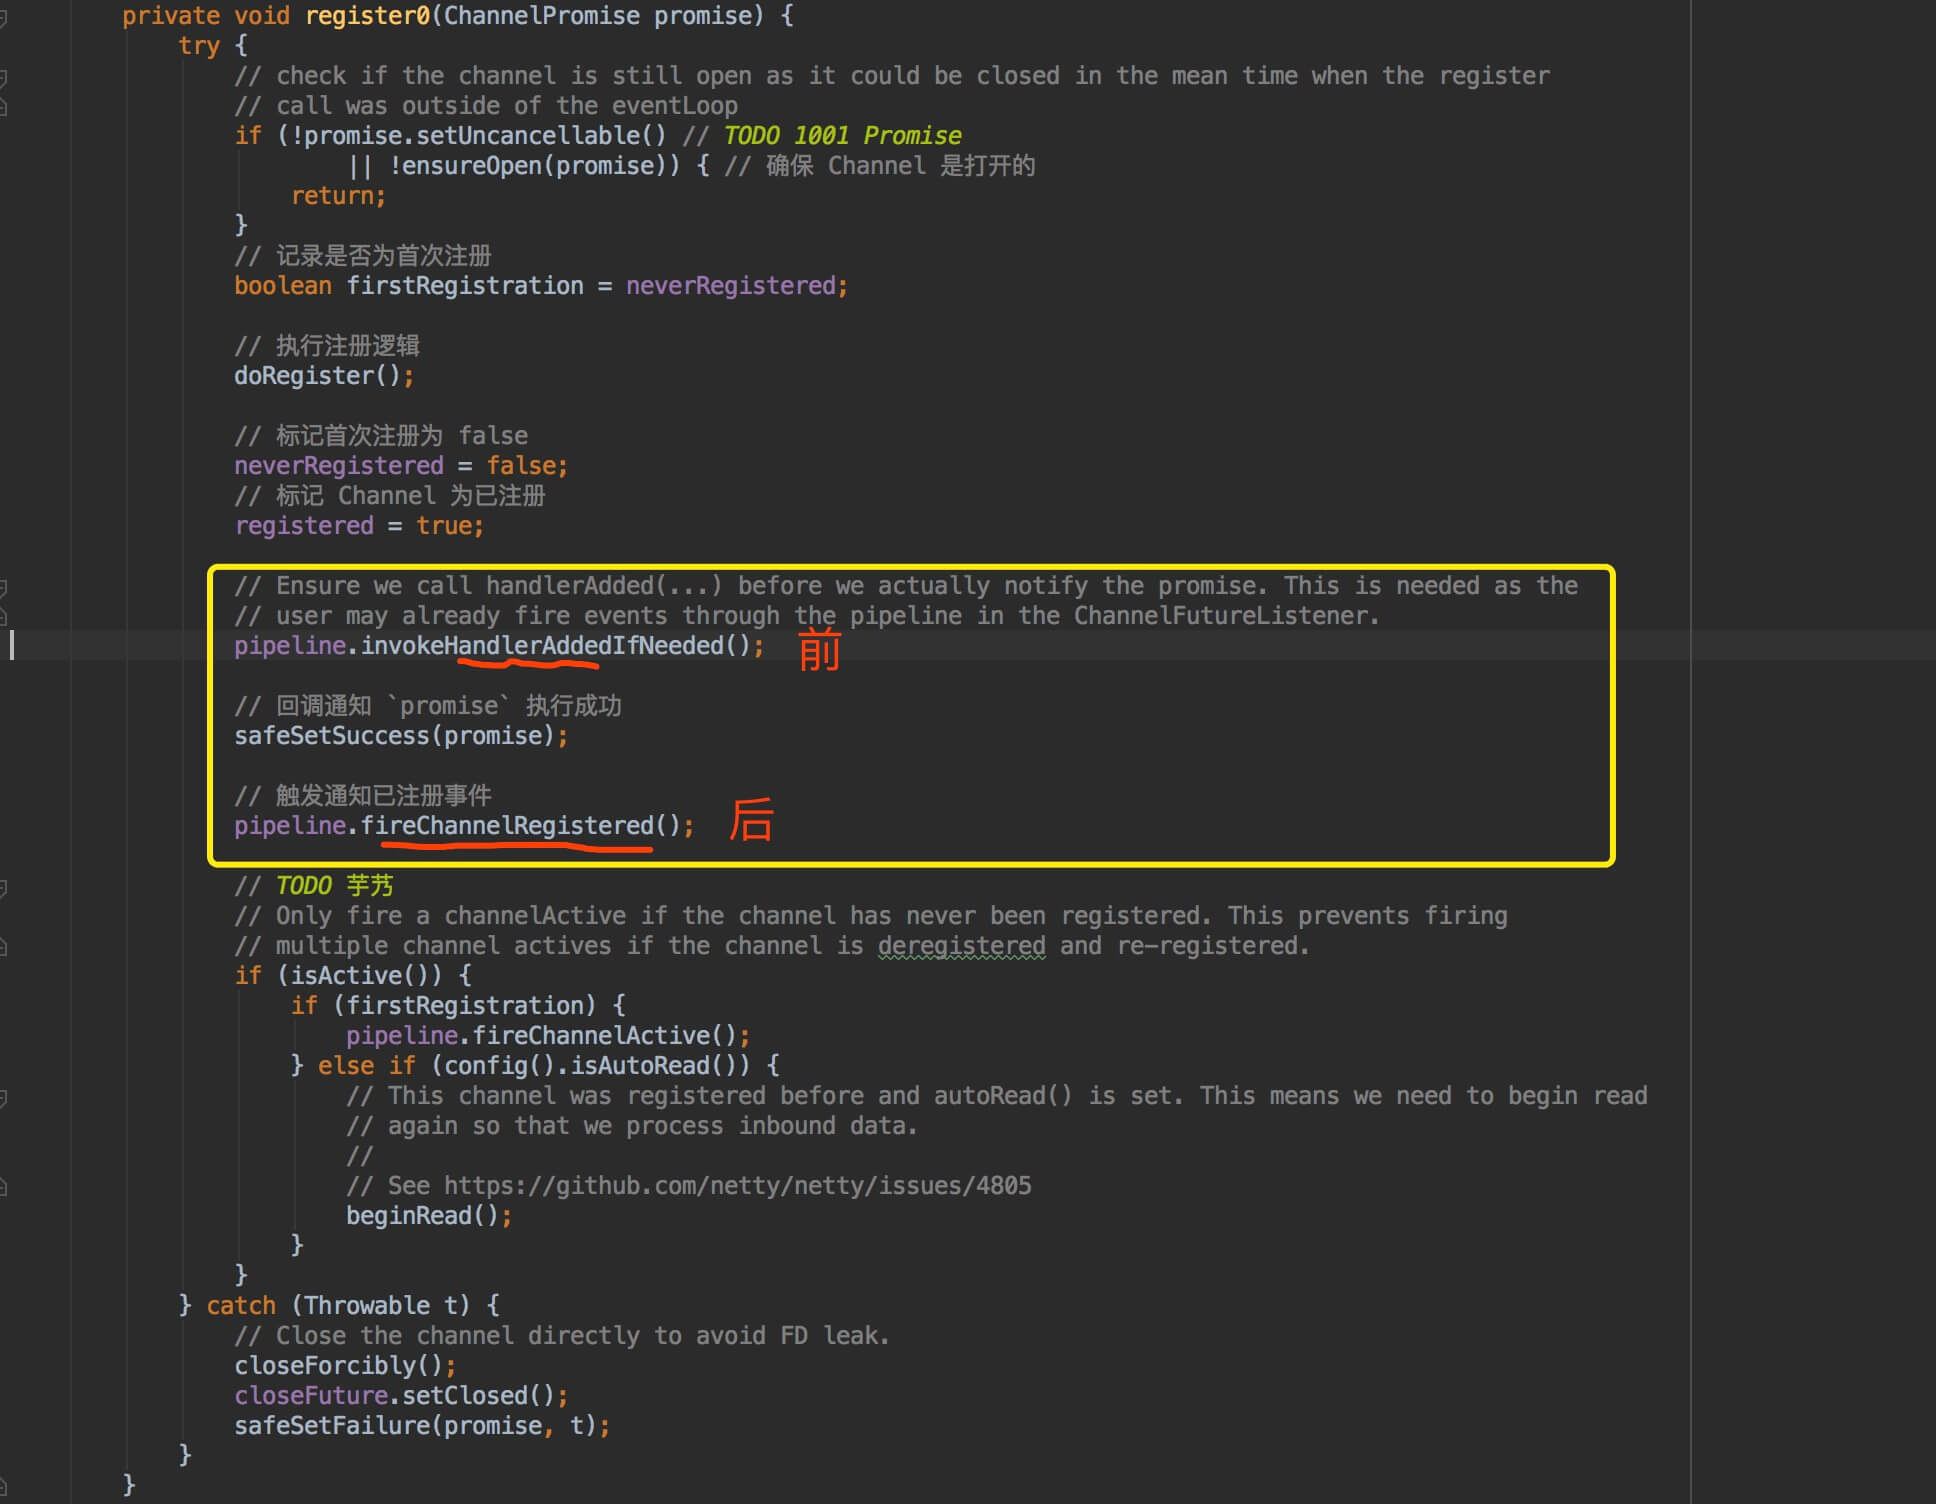 private void register0(ChannelPromise promise) {
try {
// check if the channel is still open as it could be closed in the mean time when the register
// call was outside of the eventLoop
if (!promise.setUncancellable() // TODO 1001 Promise
|| !ensureOpen(promise)) { // 确保 Channel 是打开的
return;
}
// 记录是否为首次注册
boolean firstRegistration = neverRegistered;
// 执行注册逻辑
doRegister();
// 标记首次注册为 false
neverRegistered = false;
// 标记 Channel 为已注册
registered = true;
// Ensure we call handlerAdded(...) before we actually notify the promise. This is needed as the
// user may already fire events through the pipeline in the ChannelFutureListener.
pipeline.invokeHandlerAddedIfNeeded(); 前
// 回调通知 `promise` 执行成功
safeSetSuccess(promise);
// 触发通知已注册事件
pipeline.fireChannelRegistered(); 后
// TODO 芋艿
// Only fire a channelActive if the channel has never been registered. This prevents firing
// multiple channel actives if the channel is deregistered and re-registered.
if (isActive()) {
if (firstRegistration) {
pipeline.fireChannelActive();
} else if (config().isAutoRead()) {
// This channel was registered before and autoRead() is set. This means we need to begin read
// again so that we process inbound data.
//
// See https://github.com/netty/netty/issues/4805
beginRead();
}
}
} catch (Throwable t) {
// Close the channel directly to avoid FD leak.
closeForcibly();
closeFuture.setClosed();
safeSetFailure(promise, t);
}
}